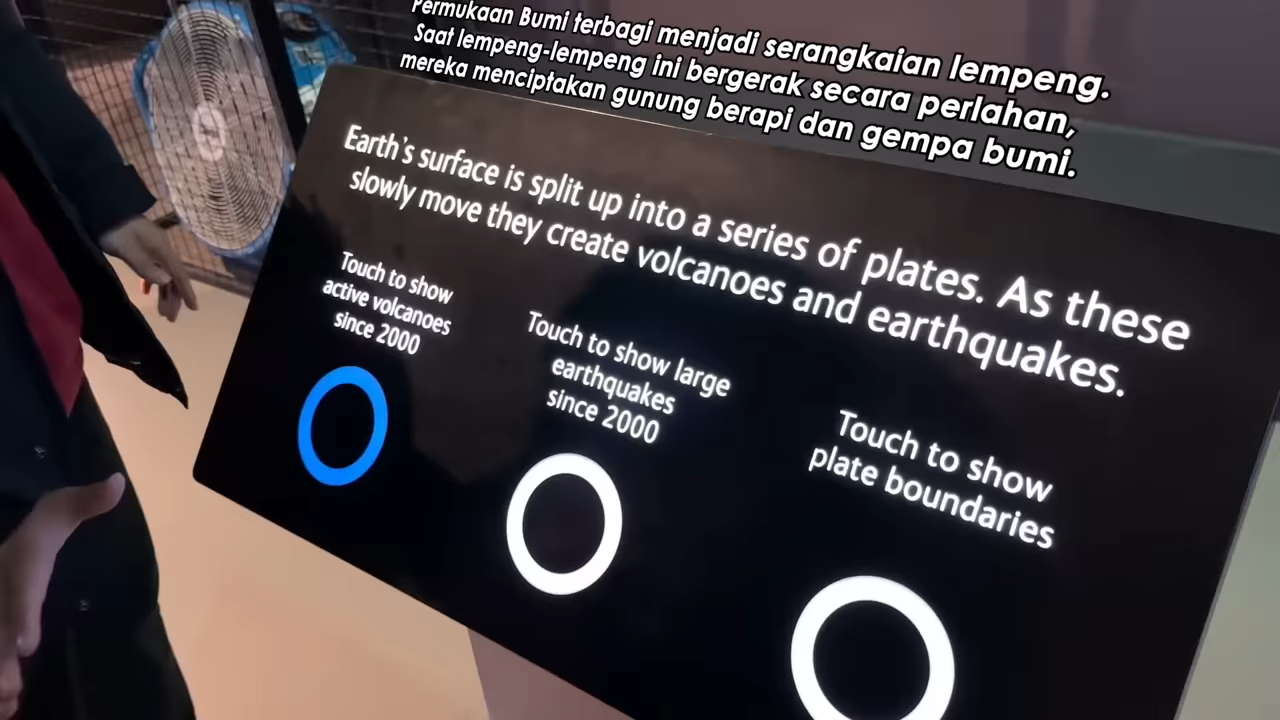 Permukaan Bumi terbagi menjadi serangkaian lempeng.
Saat lempeng-lempeng ini bergerak secara perlahan,
mereka menciptakan gunung berapi dan gempa bumi.
Earth's surface is split up into a series of plates. As these
slowly move they create volcanoes and earthquakes.
Touch to show
active volcanoes
since 2000
Touch to show large
earthquakes
since 2000
Touch to show
plate boundaries